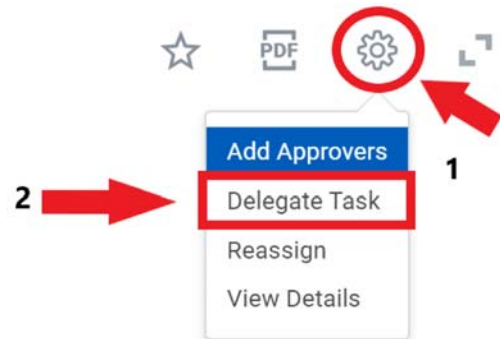 PDF
1
Add Approvers
2
Delegate Task
Reassign
View Details